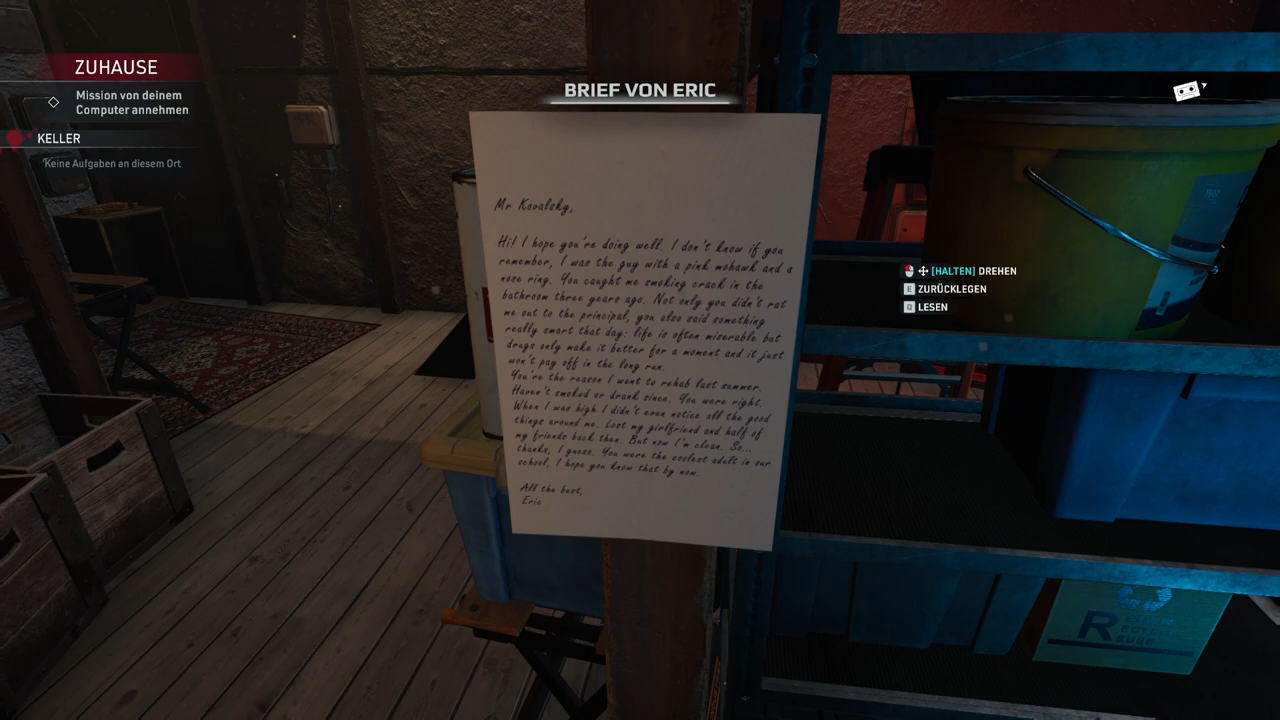 ZUHAUSE
Mission von deinem
Computer annehmen
KELLER
Keine Aufgaben an diesem Ort
BRIEF VON ERIC
Mr Kovalsky,
Hi! I hope you're doing well. I don't know if you
remember, I was the guy with a pink mohawk and a
nose ring. You caught me smoking crack in the
bathroom three years ago. Not only you didn't rat
me out to the principal, you also said something
really smart that day: life is often miserable but
drugs only make it better for a moment and it just
won't pay off in the long run.
You're the reason I went to rehab last summer.
Haven't smoked or drank since. You were right.
When I was high I didn't even notice all the good
things around me. Lost my girlfriend and half of
my friends back then. But now I'm clean. So...
thanks, I guess. You were the coolest adult in our
school, I hope you know that by now.
All the best,
Eric
[HALTEN] DREHEN
E ZURÜCKLEGEN
Q LESEN
R